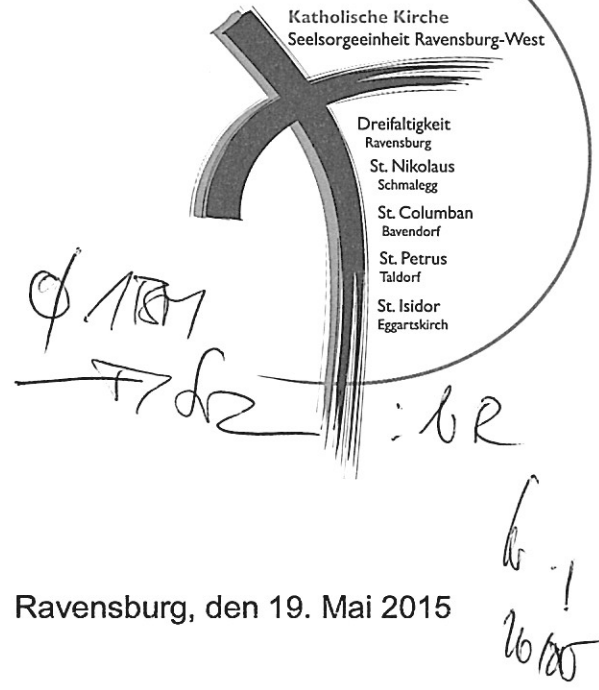 Katholische Kirche
Seelsorgeeinheit Ravensburg-West
Dreifaltigkeit
Ravensburg
St. Nikolaus
Schmalegg
St. Columban
Bavendorf
St. Petrus
Taldorf
St. Isidor
Eggartskirch
: bR
Ravensburg, den 19. Mai 2015